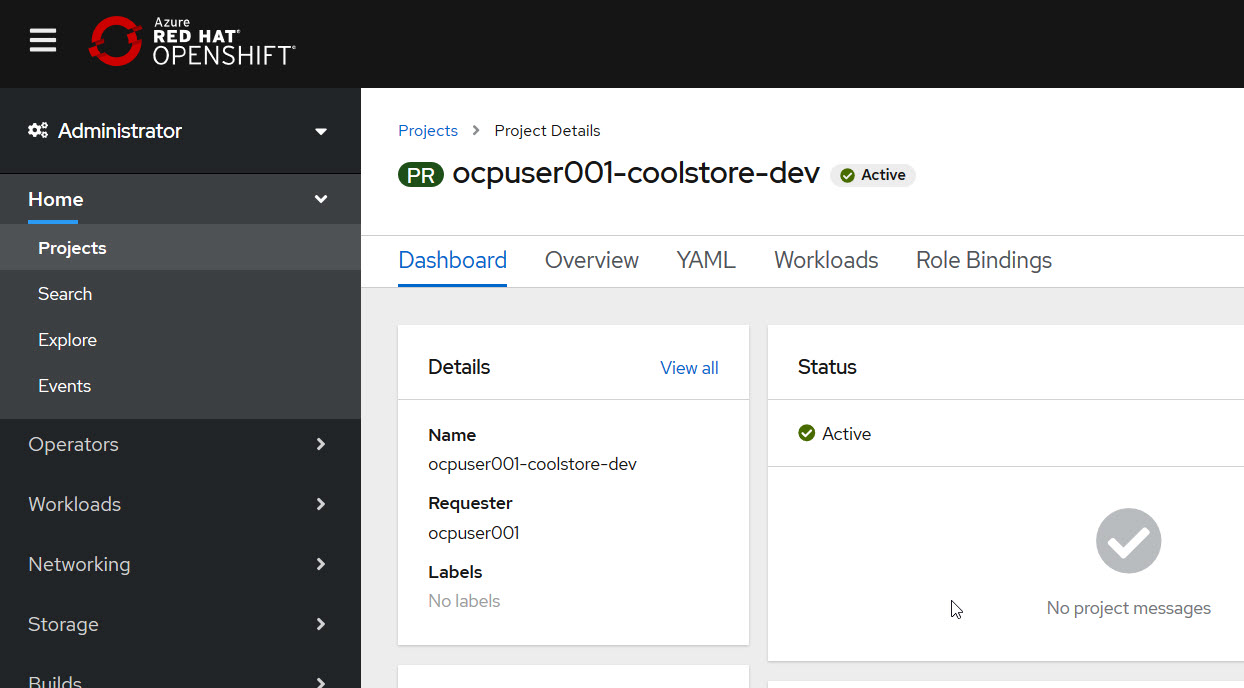 Azure
RED HAT®
OPENSHIFT®
Administrator
Home
Projects
Search
Explore
Events
Operators
Workloads
Networking
Storage
Builds
Projects
Project Details
PR ocpuser001-coolstore-dev
Active
Dashboard
Overview
YAML
Workloads
Role Bindings
Details
View all
Name
ocpuser001-coolstore-dev
Requester
ocpuser001
Labels
No labels
Status
Active
No project messages